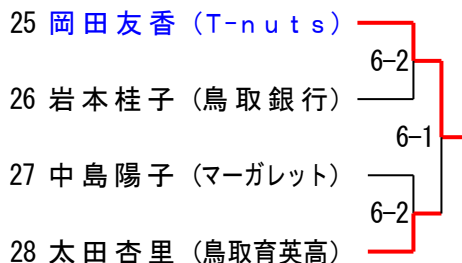 25 岡田友香 (T-nuts)
6-2
26 岩本桂子 (鳥取銀行)
6-1
27 中島陽子 (マーガレット)
6-2
28 太田杏里 (鳥取育英高)